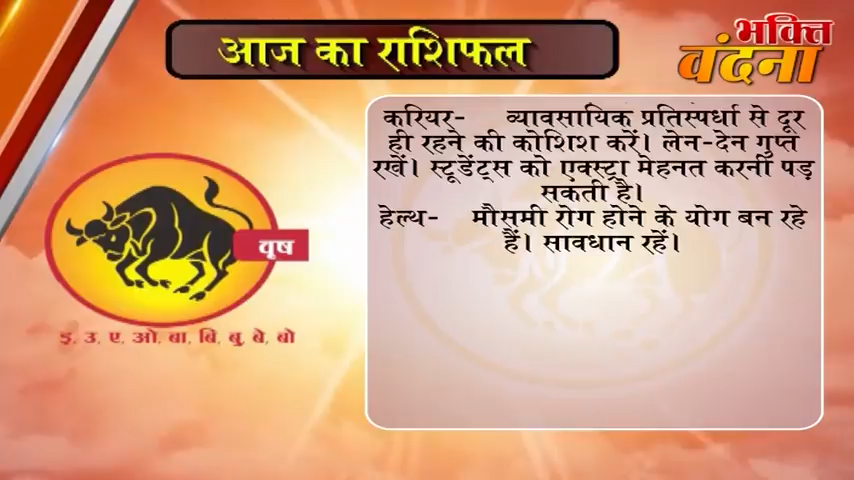 आज का राशिफल
भक्ति
वंदना
करियर- व्यावसायिक प्रतिस्पर्धा से दूर
ही रहने की कोशिश करें। लेन-देन गुप्त
रखें। स्टूडेंट्स को एक्स्ट्रा मेहनत करनी पड़
सकती है।
हेल्थ- मौसमी रोग होने के योग बन रहे
हैं। सावधान रहें।
वृष
इ, उ, ए, ओ, बा, बि, बु, बे, बो